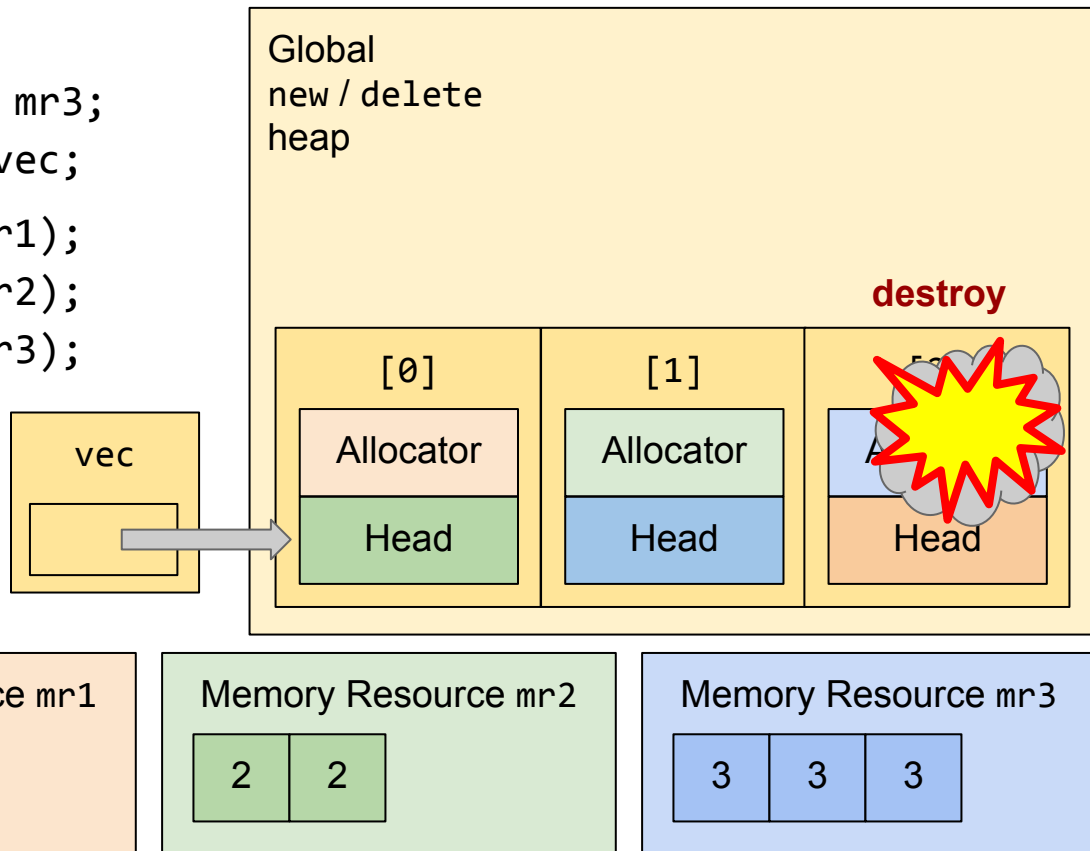 mr3;
vec;
r1);
r2);
r3);
Global
new / delete
heap
destroy
[0]
[1]
vec
Allocator
Allocator
A
Head
Head
Head
ce mr1
Memory Resource mr2
Memory Resource mr3
2 2
3 3 3